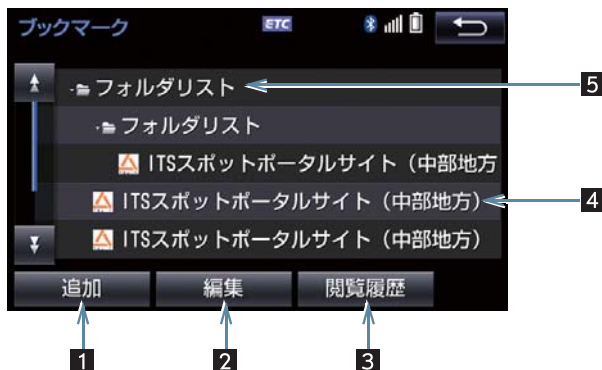 ブックマーク ETC
フォルダリスト 5
フォルダリスト
ITSスポットポータルサイト（中部地方
ITSスポットポータルサイト（中部地方） 4
ITSスポットポータルサイト（中部地方）
追加 編集 閲覧履歴
1 2 3